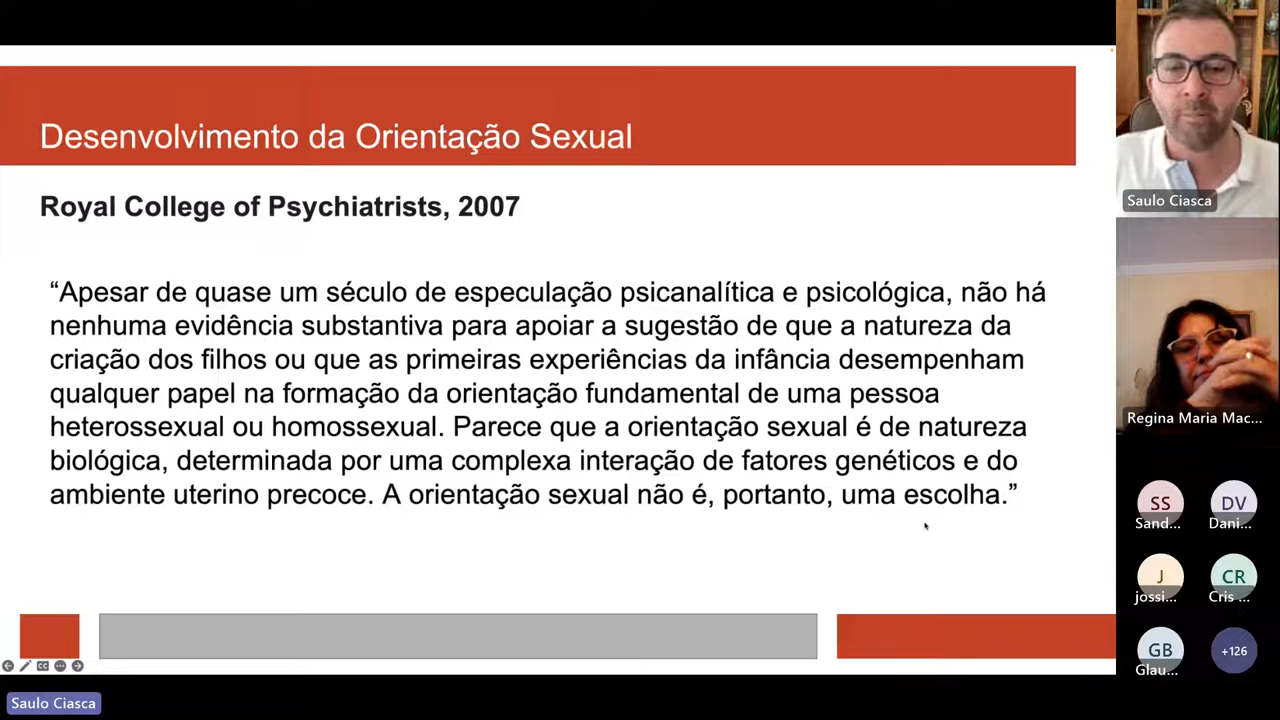 Desenvolvimento da Orientação Sexual
Royal College of Psychiatrists, 2007
“Apesar de quase um século de especulação psicanalítica e psicológica, não há
nenhuma evidência substantiva para apoiar a sugestão de que a natureza da
criação dos filhos ou que as primeiras experiências da infância desempenham
qualquer papel na formação da orientação fundamental de uma pessoa
heterossexual ou homossexual. Parece que a orientação sexual é de natureza
biológica, determinada por uma complexa interação de fatores genéticos e do
ambiente uterino precoce. A orientação sexual não é, portanto, uma escolha.”
Saulo Ciasca
Regina Maria Mac...
SS
DV
Sand...
Dani...
J
CR
jossi...
Cris ...
GB
+126
Glau...
CC
Saulo Ciasca